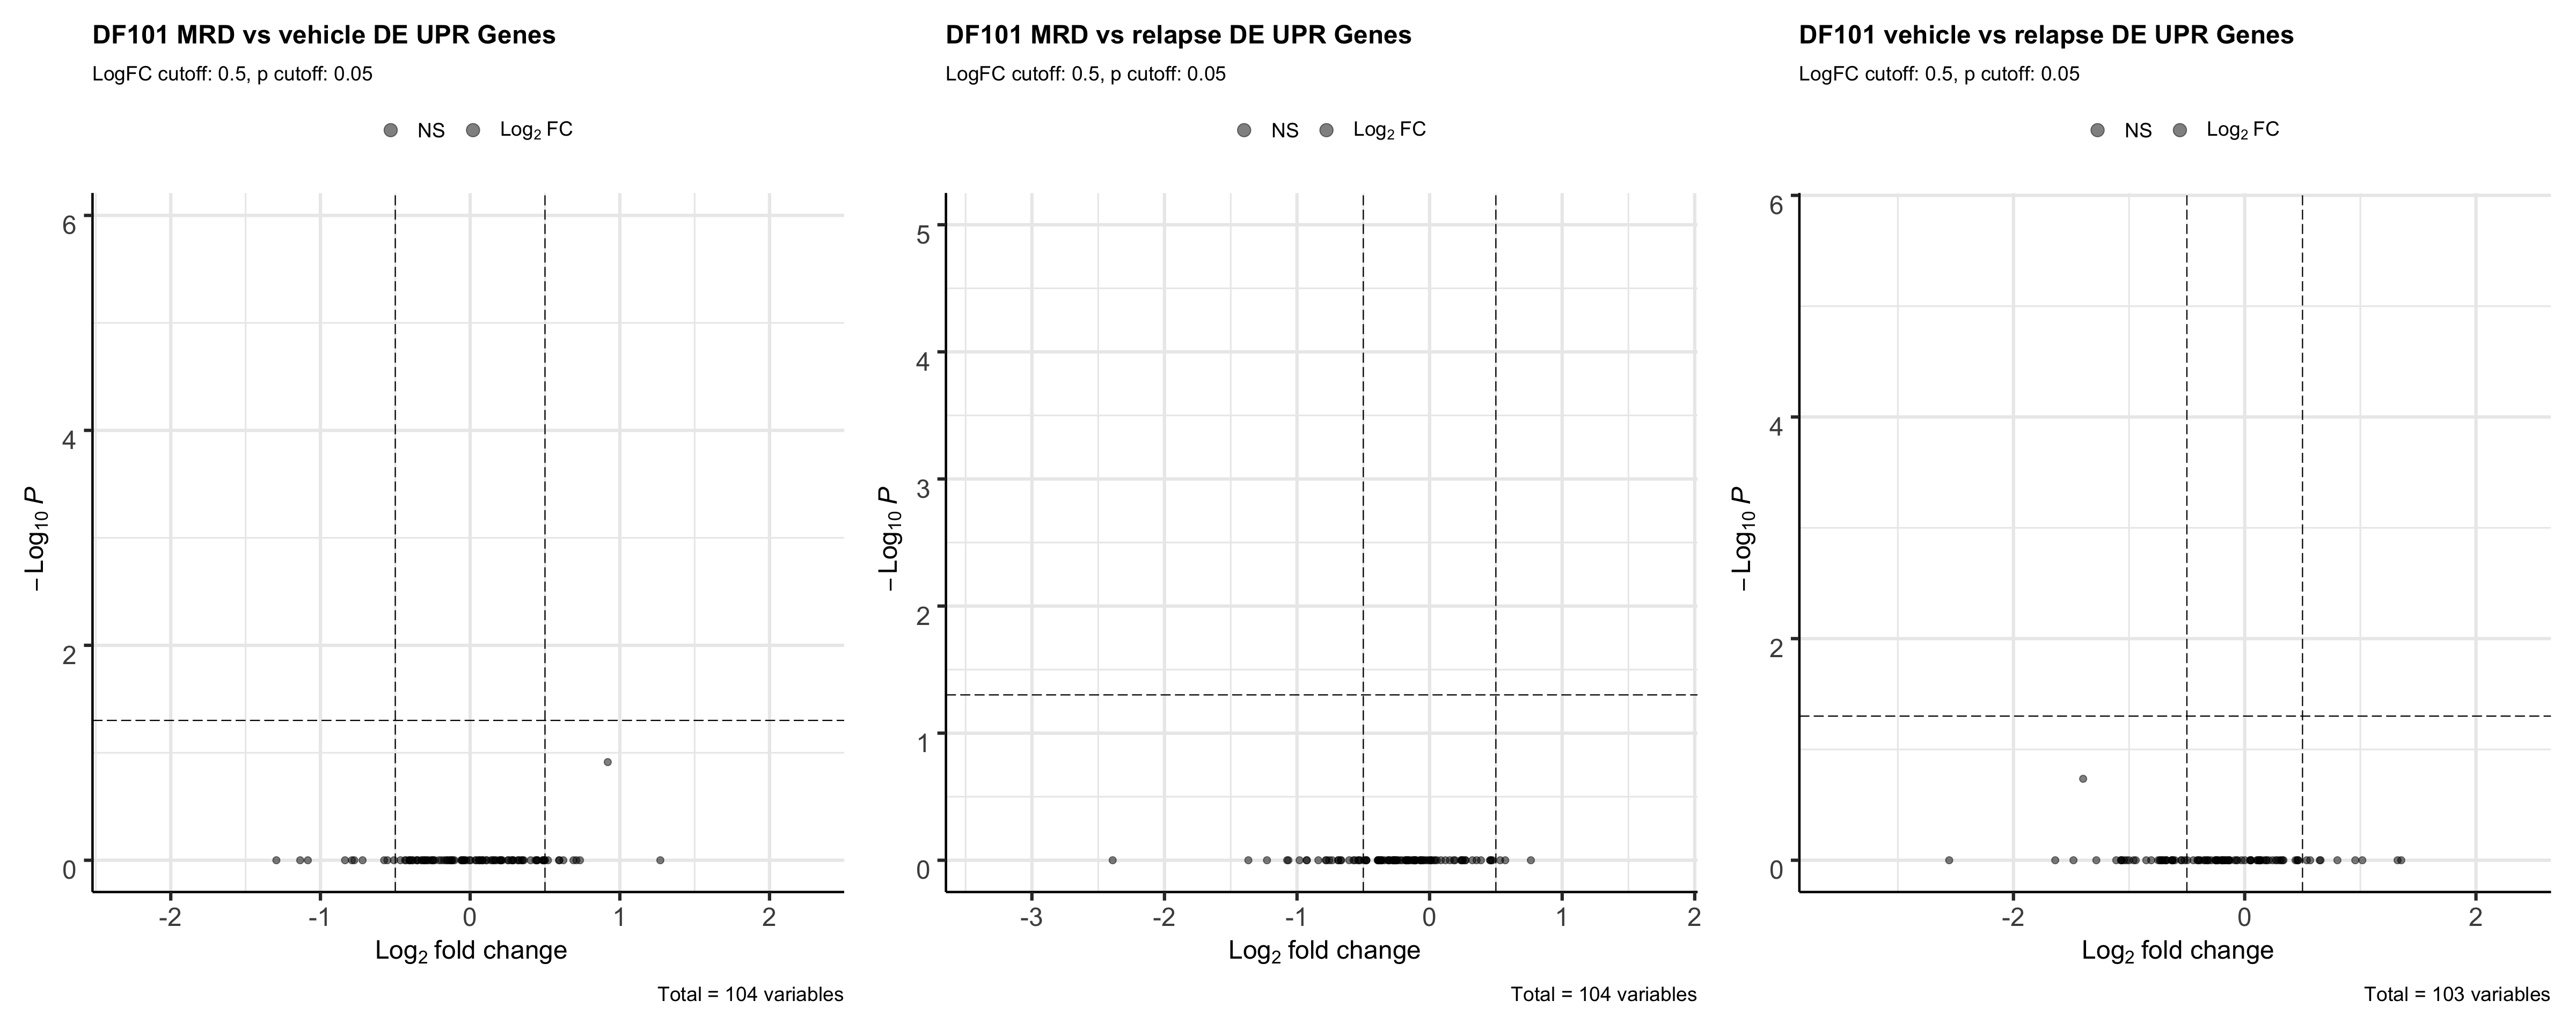 DF101 MRD vs vehicle DE UPR Genes
LogFC cutoff: 0.5, p cutoff: 0.05
NS Log2 FC
6
4
2
0
−Log10 P
-2 -1 0 1 2
Log2 fold change
Total = 104 variables
DF101 MRD vs relapse DE UPR Genes
LogFC cutoff: 0.5, p cutoff: 0.05
NS Log2 FC
5
4
3
2
1
0
−Log10 P
-3 -2 -1 0 1 2
Log2 fold change
Total = 104 variables
DF101 vehicle vs relapse DE UPR Genes
LogFC cutoff: 0.5, p cutoff: 0.05
NS Log2 FC
6
4
2
0
−Log10 P
-2 0 2
Log2 fold change
Total = 103 variables